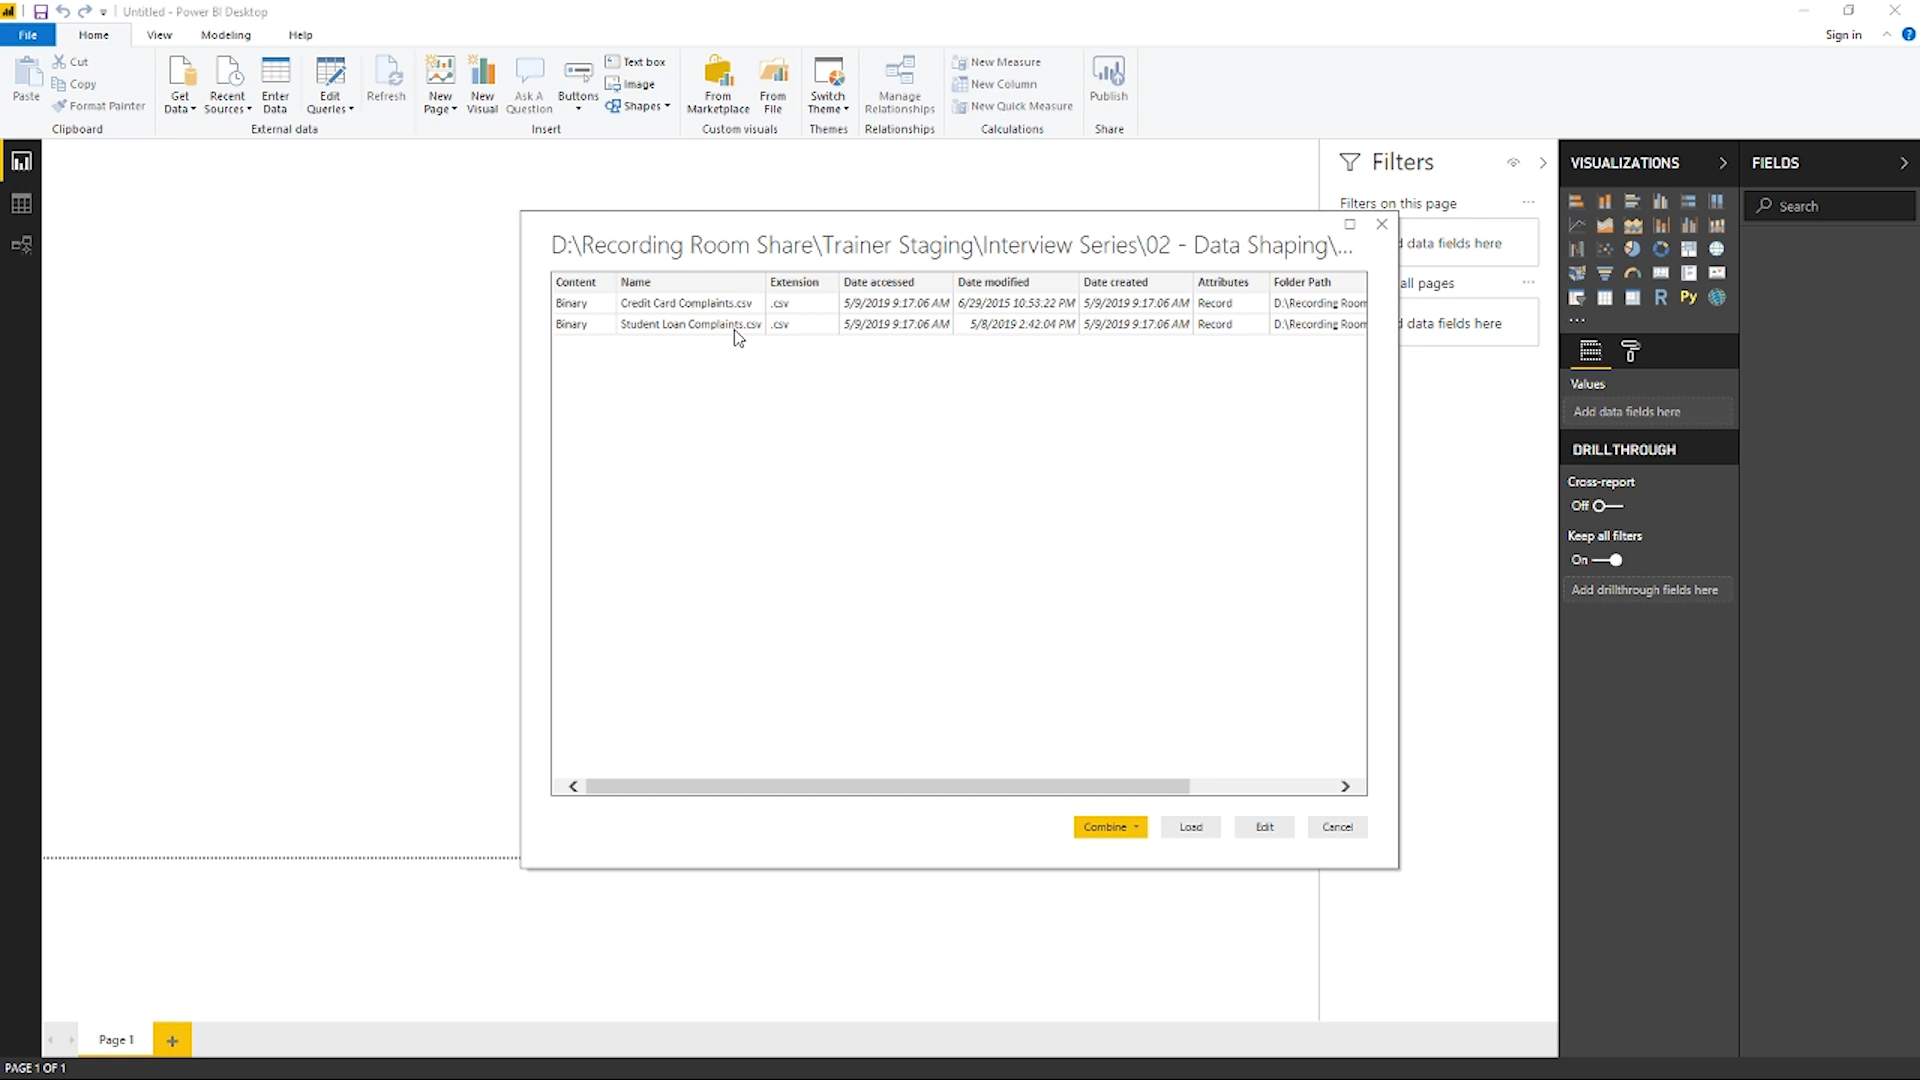 Untitled - Power BI Desktop
File Home View Modeling Help Sign in
Paste
Cut
Copy
Format Painter
Clipboard
Get Data
Recent Sources
Enter Data
Edit Queries
External data
Refresh
New Page
New Visual
Ask A Question
Buttons
Text box
Image
Shapes
Insert
From Marketplace
From File
Custom visuals
Switch Theme
Themes
Manage Relationships
Relationships
New Measure
New Column
New Quick Measure
Calculations
Publish
Share
D:\Recording Room Share\Trainer Staging\Interview Series\02 - Data Shaping\...
Content Name Extension Date accessed Date modified Date created Attributes Folder Path
Binary Credit Card Complaints.csv .csv 5/9/2019 9:17:06 AM 6/29/2015 10:53:22 PM 5/9/2019 9:17:06 AM Record D:\Recording Room
Binary Student Loan Complaints.csv .csv 5/9/2019 9:17:06 AM 5/8/2019 2:42:04 PM 5/9/2019 9:17:06 AM Record D:\Recording Room
Combine Load Edit Cancel
Filters
Filters on this page
data fields here
all pages
data fields here
VISUALIZATIONS
R Py
Values
Add data fields here
DRILLTHROUGH
Cross-report
Off
Keep all filters
On
Add drillthrough fields here
FIELDS
Search
Page 1
PAGE 1 OF 1